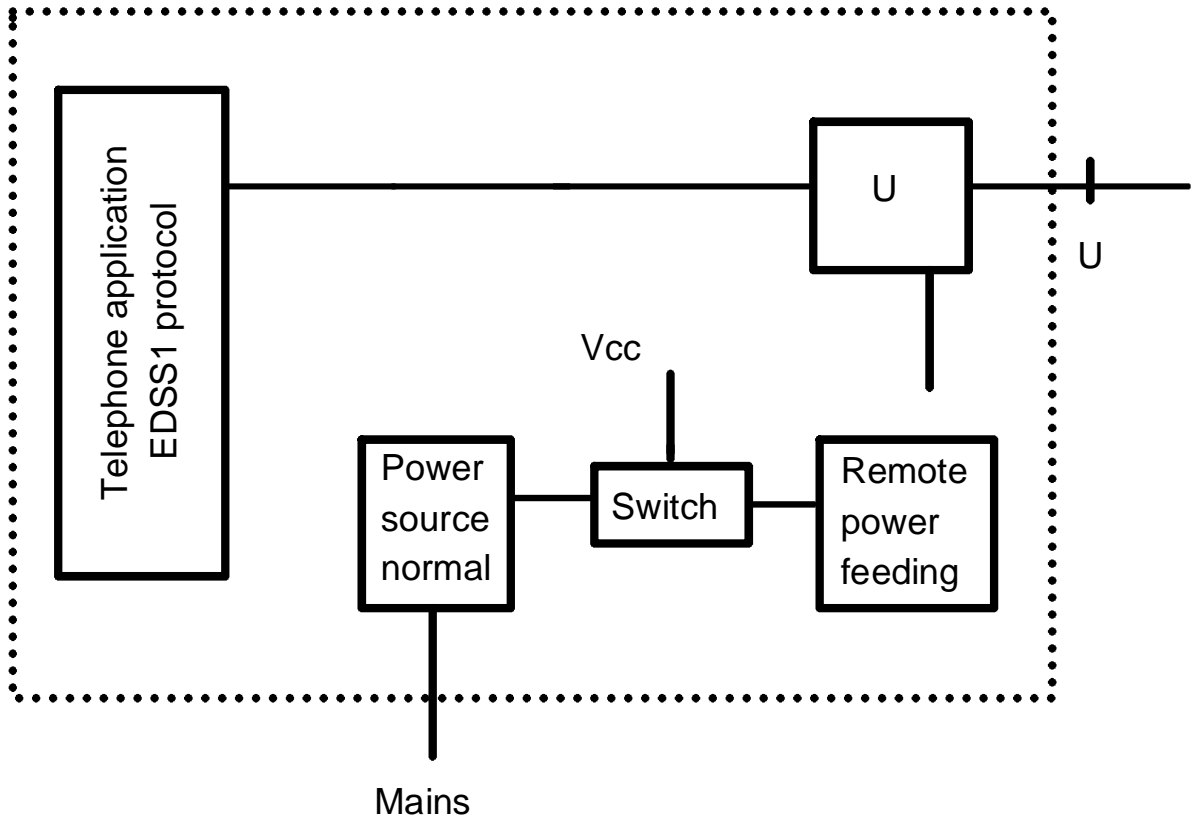 Telephone application
EDSS1 protocol
U
U
Vcc
Power
source
normal
Switch
Remote
power
feeding
Mains